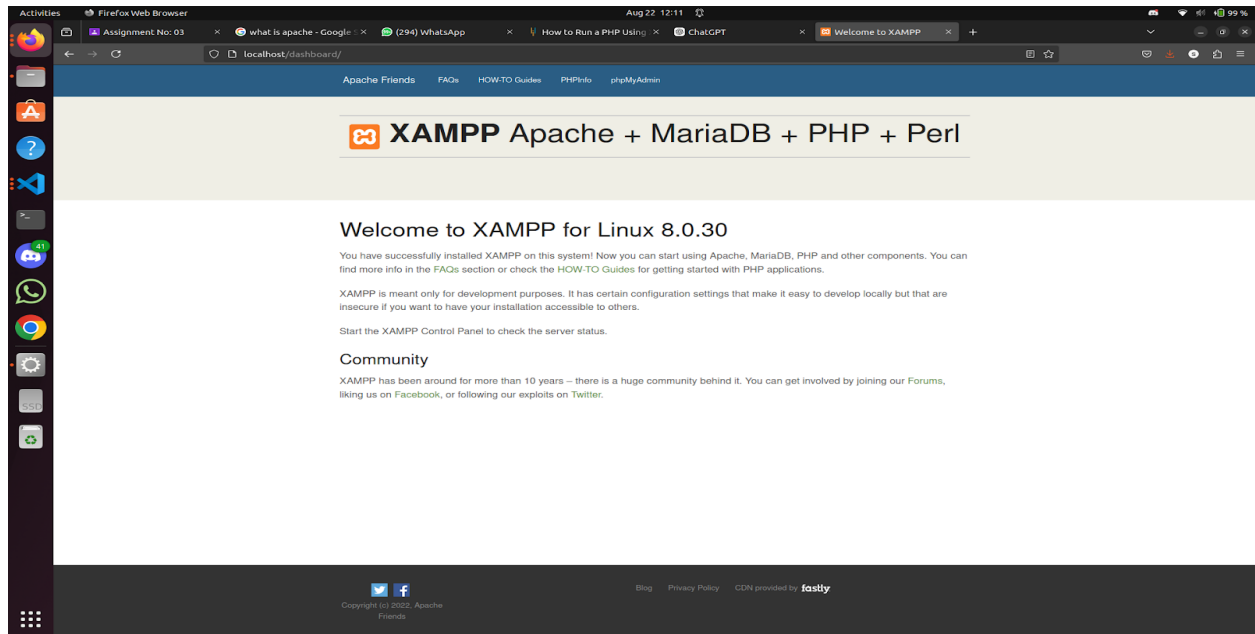 Activities Firefox Web Browser Aug 22 12:11 99 %
Assignment No: 03 what is apache - Google S (294) WhatsApp How to Run a PHP Using ChatGPT Welcome to XAMPP
localhost/dashboard/
Apache Friends FAQs HOW-TO Guides PHPInfo phpMyAdmin
XAMPP Apache + MariaDB + PHP + Perl
Welcome to XAMPP for Linux 8.0.30
You have successfully installed XAMPP on this system! Now you can start using Apache, MariaDB, PHP and other components. You can
find more info in the FAQs section or check the HOW-TO Guides for getting started with PHP applications.
XAMPP is meant only for development purposes. It has certain configuration settings that make it easy to develop locally but that are
insecure if you want to have your installation accessible to others.
Start the XAMPP Control Panel to check the server status.
Community
XAMPP has been around for more than 10 years – there is a huge community behind it. You can get involved by joining our Forums,
liking us on Facebook, or following our exploits on Twitter.
41
SSD
Blog Privacy Policy CDN provided by fastly
Copyright (c) 2022, Apache
Friends